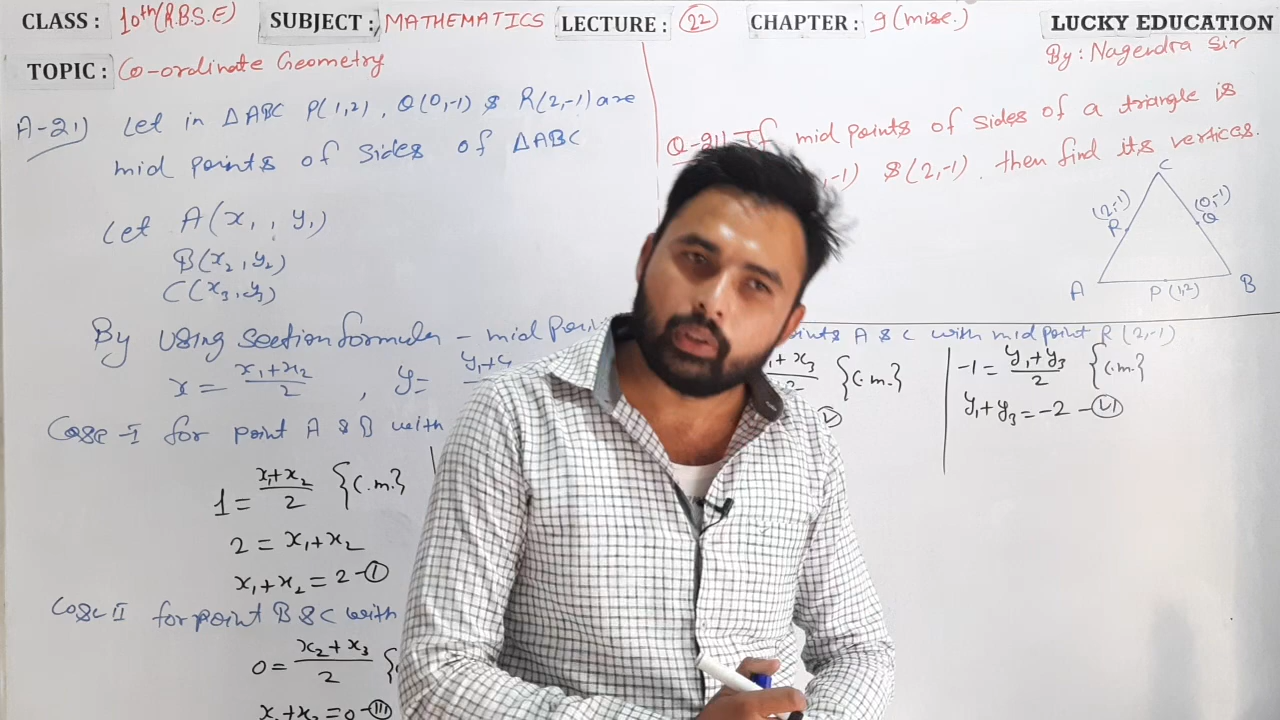 CLASS : 10th (R.B.S.E) SUBJECT : MATHEMATICS LECTURE : 22 CHAPTER : 9 (misc.) LUCKY EDUCATION
By: Nagendra Sir
TOPIC : Co-ordinate Geometry
A-21) Let in △ABC P(1,2), Q(0,-1) & R(2,-1) are
mid points of sides of △ABC
Let A(x₁, y₁)
B(x₂, y₂)
C(x₃, y₃)
By using section formula - mid
x = x₁+x₂/2 , y =
Case-I for point A & B with
1 = x₁+x₂/2 {C.m.}
2 = x₁+x₂
x₁+x₂ = 2 -(I)
Case II for point B & C with
0 = x₂+x₃/2 {
=0 -(III)
Q-21) If mid points of sides of a triangle is
,-1) & (2,-1). then find its vertices.
C
(2,-1) R
(0,-1) Q
A P(1,2) B
A & C with mid point R (2,-1)
+ x₃ {C.m.}
-1 = y₁+y₃/2 {C.m.}
y₁+y₃ = -2 -(VI)